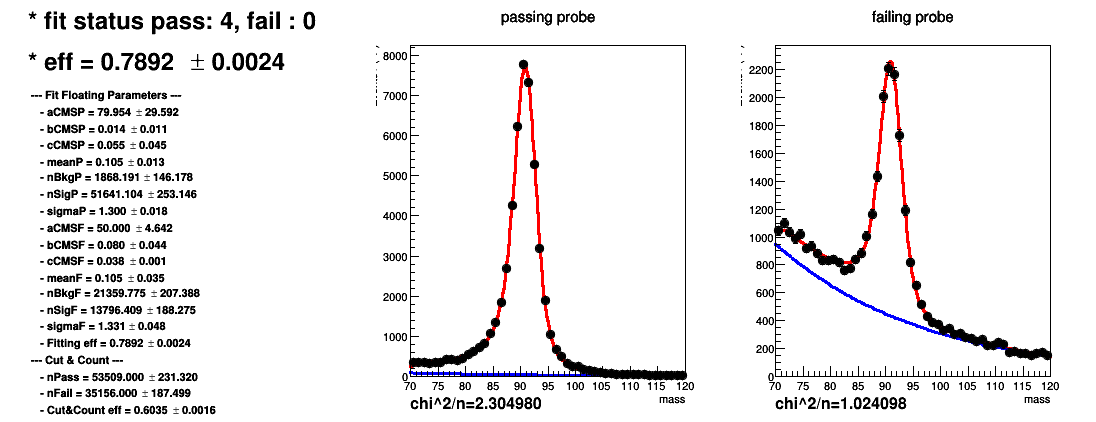 * fit status pass: 4, fail : 0
* eff = 0.7892 ± 0.0024
--- Fit Floating Parameters ---
- aCMSP = 79.954 ± 29.592
- bCMSP = 0.014 ± 0.011
- cCMSP = 0.055 ± 0.045
- meanP = 0.105 ± 0.013
- nBkgP = 1868.191 ± 146.178
- nSigP = 51641.104 ± 253.146
- sigmaP = 1.300 ± 0.018
- aCMSF = 50.000 ± 4.642
- bCMSF = 0.080 ± 0.044
- cCMSF = 0.038 ± 0.001
- meanF = 0.105 ± 0.035
- nBkgF = 21359.775 ± 207.388
- nSigF = 13796.409 ± 188.275
- sigmaF = 1.331 ± 0.048
- Fitting eff = 0.7892 ± 0.0024
--- Cut & Count ---
- nPass = 53509.000 ± 231.320
- nFail = 35156.000 ± 187.499
- Cut&Count eff = 0.6035 ± 0.0016
passing probe
8000
7000
6000
5000
4000
3000
2000
1000
0
70 75 80 85 90 95 100 105 110 115 120
mass
chi^2/n=2.304980
failing probe
2200
2000
1800
1600
1400
1200
1000
800
600
400
200
0
70 75 80 85 90 95 100 105 110 115 120
mass
chi^2/n=1.024098